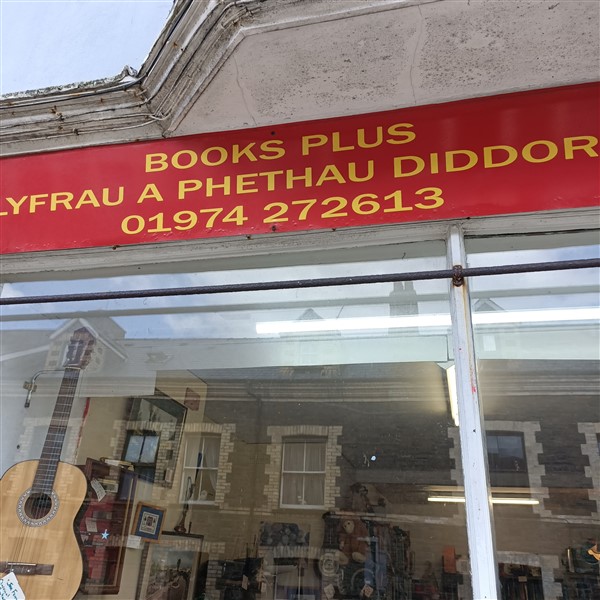 BOOKS PLUS
LYFRAU A PHETHAU DIDDOR
01974 272613